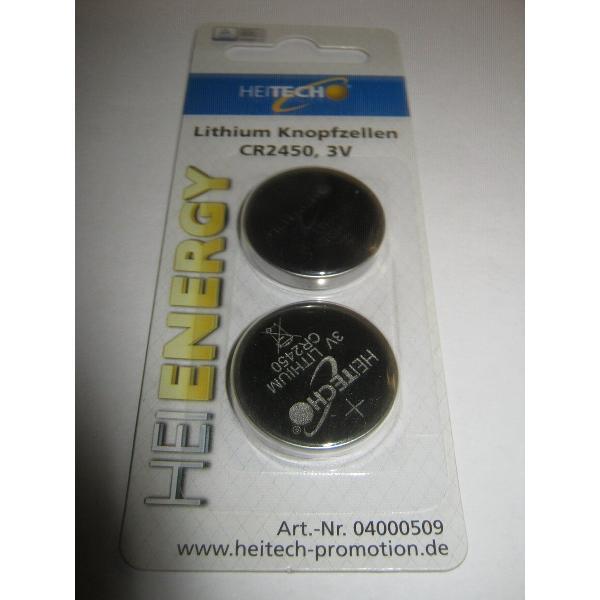 HEITECH
Lithium Knopfzellen
CR2450, 3V
HEIENERGY
HEITECH
®
3V LITHIUM
CR2450
+
Art.-Nr. 04000509
www.heitech-promotion.de